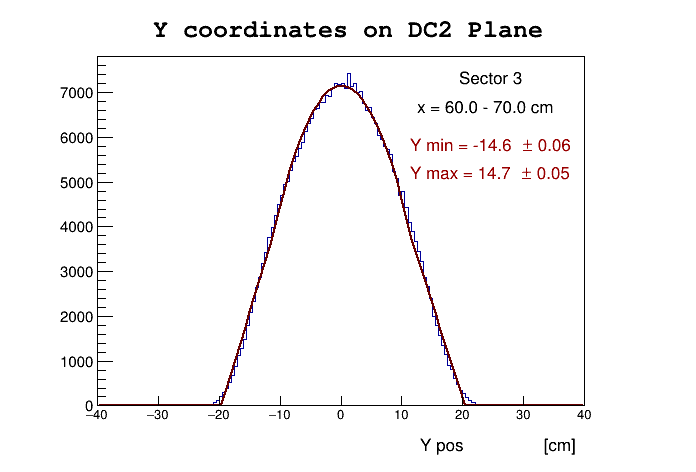 Y coordinates on DC2 Plane
Sector 3
x = 60.0 - 70.0 cm
Y min = -14.6 ± 0.06
Y max = 14.7 ± 0.05
7000
6000
5000
4000
3000
2000
1000
0
−40 −30 −20 −10 0 10 20 30 40
Y pos [cm]